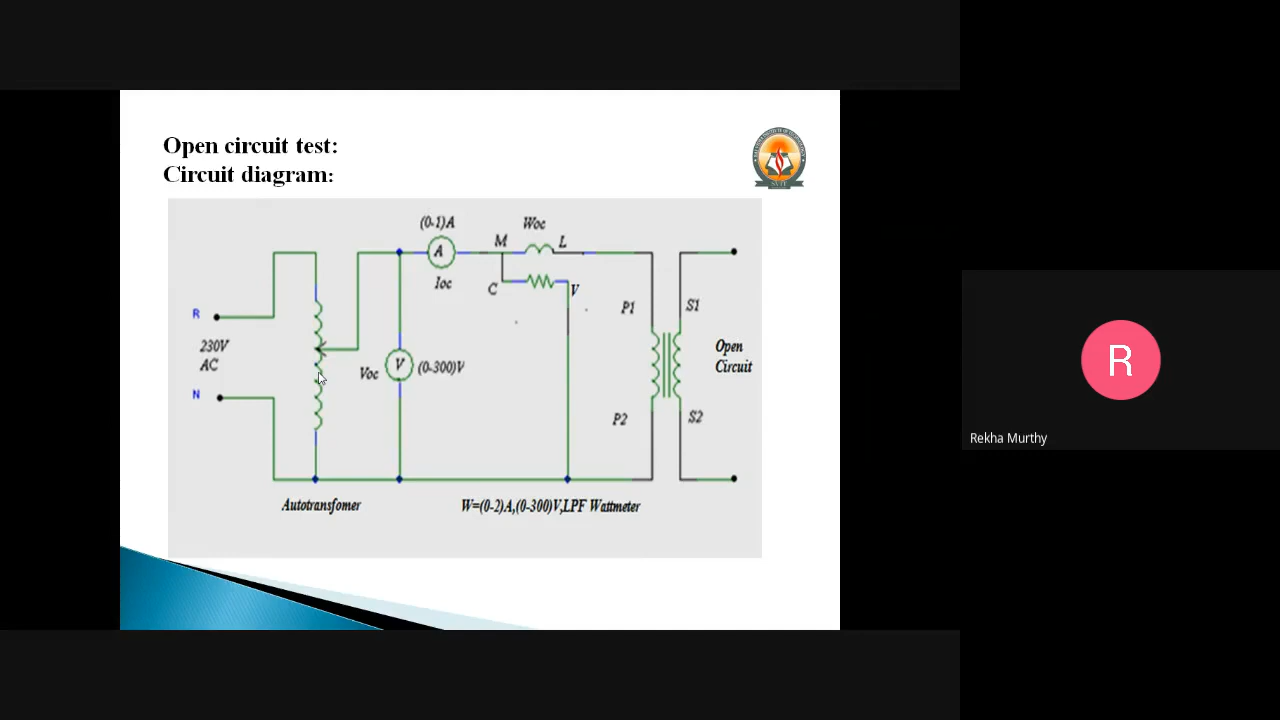 Open circuit test:
Circuit diagram:
(0-1)A
Woc
M
L
A
Ioc
C
V
R
230V
AC
N
Voc
V
(0-300)V
P1
S1
Open
Circuit
P2
S2
Autotransfomer
W=(0-2)A,(0-300)V,LPF Wattmeter
R
Rekha Murthy